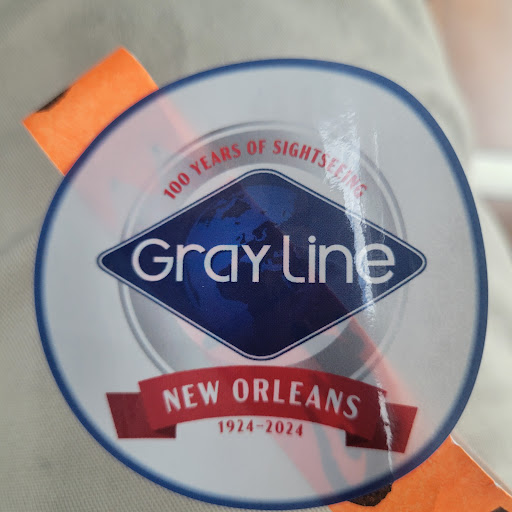 100 YEARS OF SIGHTSEEING
Gray Line
NEW ORLEANS
1924-2024